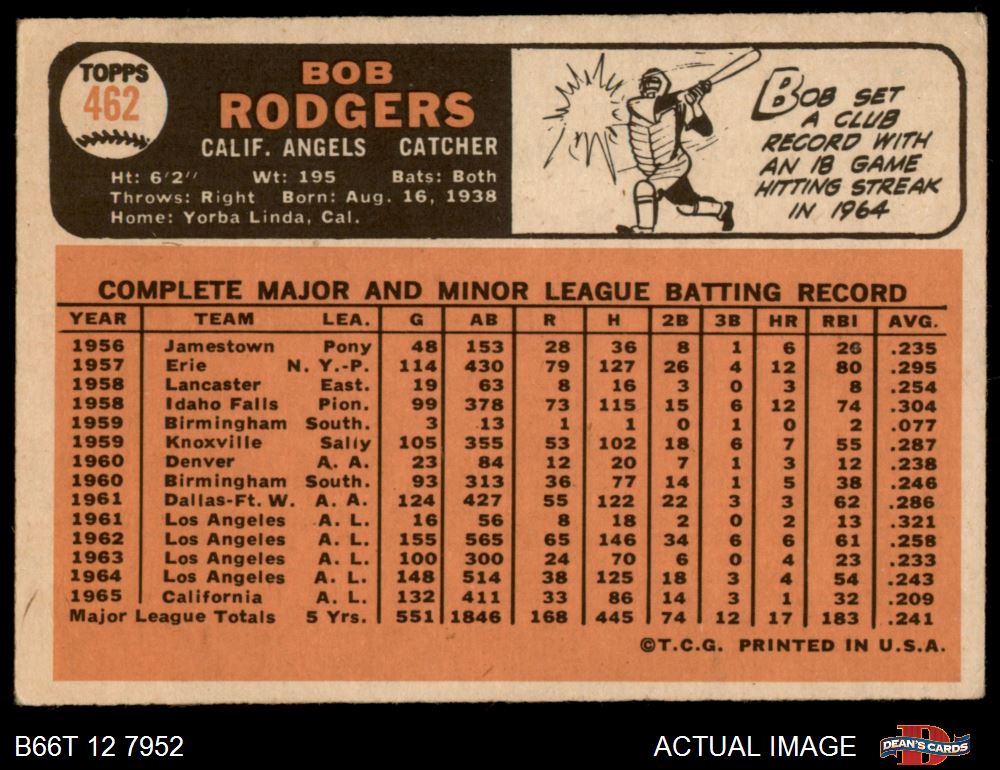 TOPPS
462
BOB
RODGERS
CALIF. ANGELS CATCHER
Ht: 6'2" Wt: 195 Bats: Both
Throws: Right Born: Aug. 16, 1938
Home: Yorba Linda, Cal.
BOB SET
A CLUB
RECORD WITH
AN 18 GAME
HITTING STREAK
IN 1964
COMPLETE MAJOR AND MINOR LEAGUE BATTING RECORD
YEAR TEAM LEA. G AB R H 2B 3B HR RBI AVG.
1956 Jamestown Pony 48 153 28 36 8 1 6 26 .235
1957 Erie N. Y.-P. 114 430 79 127 26 4 12 80 .295
1958 Lancaster East. 19 63 8 16 3 0 3 8 .254
1958 Idaho Falls Pion. 99 378 73 115 15 6 12 74 .304
1959 Birmingham South. 3 13 1 1 0 1 0 2 .077
1959 Knoxville Sally 105 355 53 102 18 6 7 55 .287
1960 Denver A. A. 23 84 12 20 7 1 3 12 .238
1960 Birmingham South. 93 313 36 77 14 1 5 38 .246
1961 Dallas-Ft. W. A. A. 124 427 55 122 22 3 3 62 .286
1961 Los Angeles A. L. 16 56 8 18 2 0 2 13 .321
1962 Los Angeles A. L. 155 565 65 146 34 6 6 61 .258
1963 Los Angeles A. L. 100 300 24 70 6 0 4 23 .233
1964 Los Angeles A. L. 148 514 38 125 18 3 4 54 .243
1965 California A. L. 132 411 33 86 14 3 1 32 .209
Major League Totals 5 Yrs. 551 1846 168 445 74 12 17 183 .241
©T.C.G. PRINTED IN U.S.A.
B66T 12 7952
ACTUAL IMAGE
D
DEAN'S CARDS